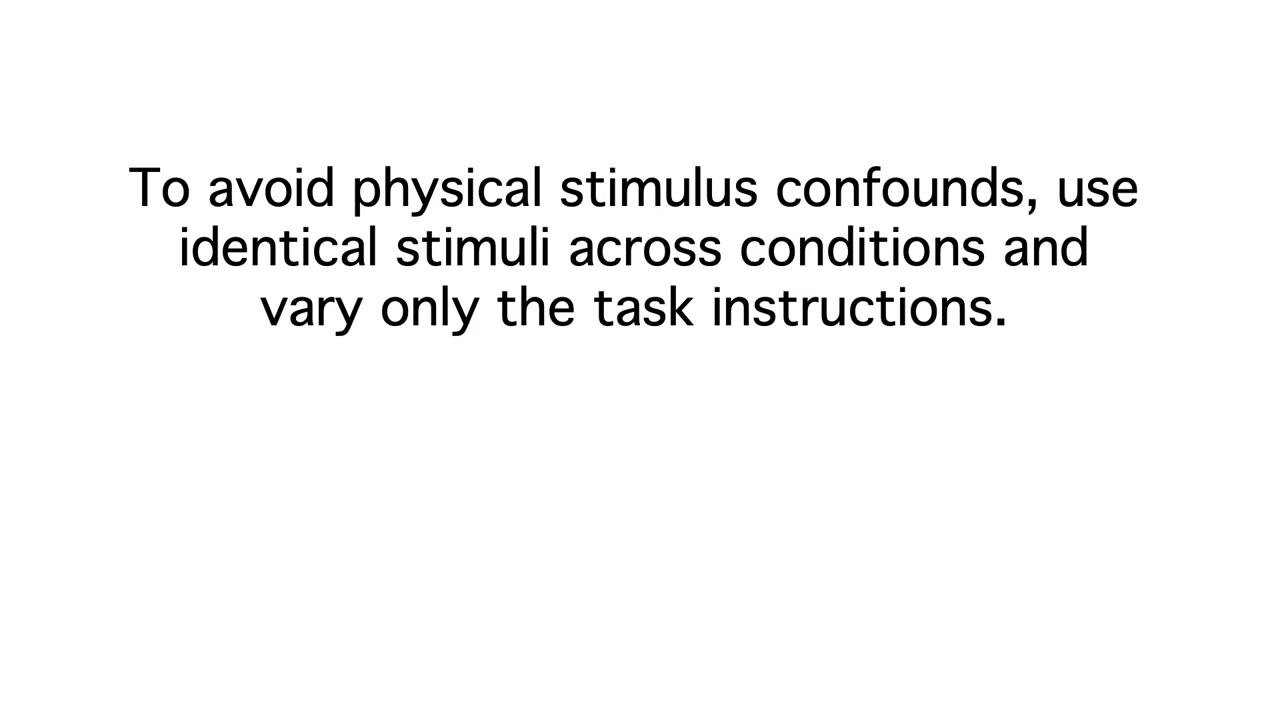 To avoid physical stimulus confounds, use
identical stimuli across conditions and
vary only the task instructions.